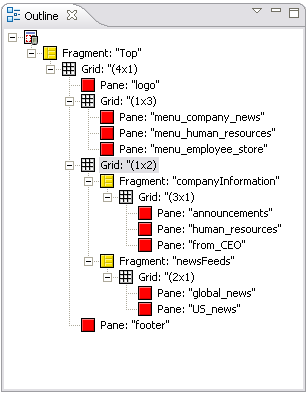 Outline
Fragment: "Top"
Grid: "(4x1)
Pane: "logo"
Grid: "(1x3)
Pane: "menu_company_news"
Pane: "menu_human_resources"
Pane: "menu_employee_store"
Grid: "(1x2)
Fragment: "companyInformation"
Grid: "(3x1)
Pane: "announcements"
Pane: "human_resources"
Pane: "from_CEO"
Fragment: "newsFeeds"
Grid: "(2x1)
Pane: "global_news"
Pane: "US_news"
Pane: "footer"